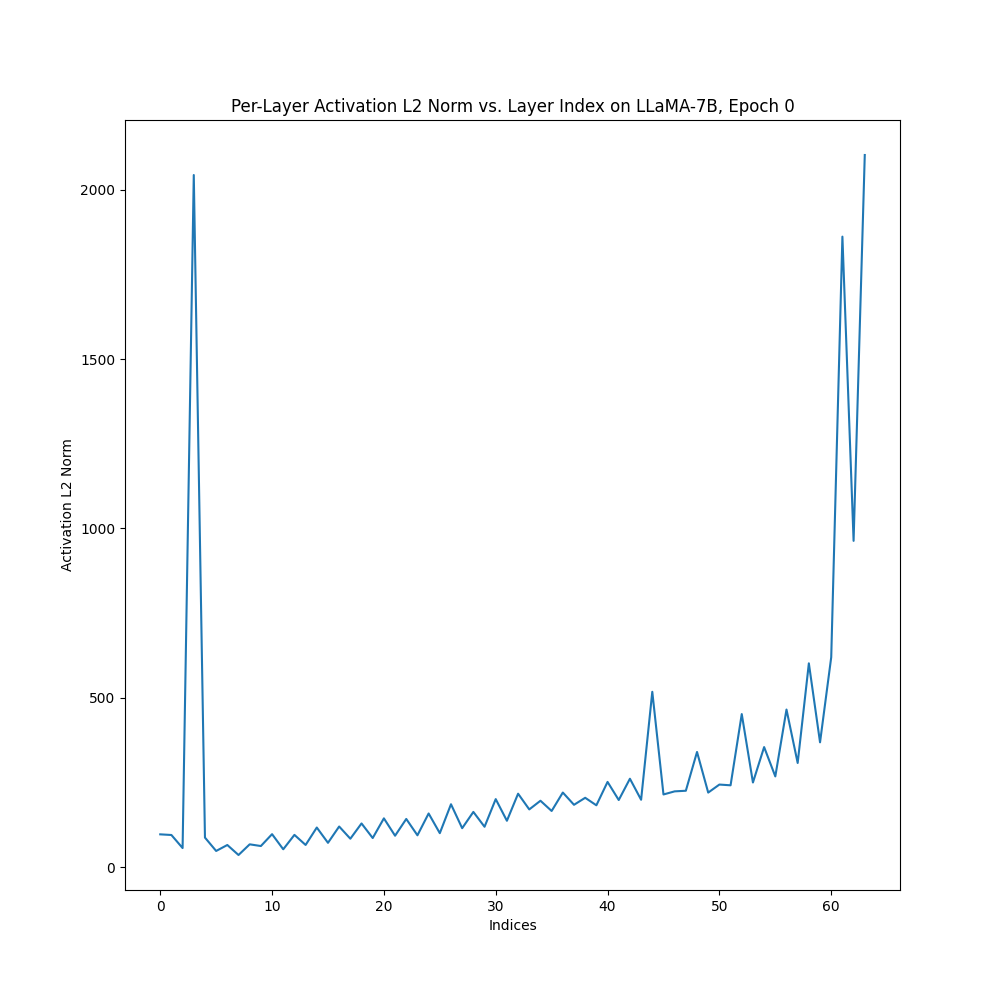 Per-Layer Activation L2 Norm vs. Layer Index on LLaMA-7B, Epoch 0
2000
1500
1000
500
0
Activation L2 Norm
0 10 20 30 40 50 60
Indices